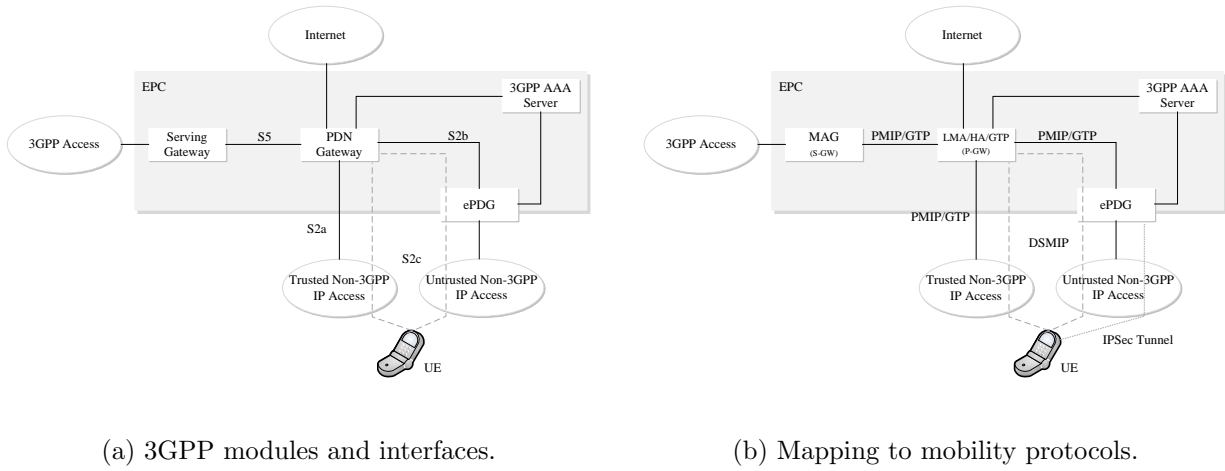 Internet
EPC
3GPP AAA
Server
3GPP Access
Serving
Gateway
S5
PDN
Gateway
S2b
ePDG
S2a
S2c
Trusted Non-3GPP
IP Access
Untrusted Non-3GPP
IP Access
UE
(a) 3GPP modules and interfaces.
Internet
EPC
3GPP AAA
Server
3GPP Access
MAG
(S-GW)
PMIP/GTP
LMA/HA/GTP
(P-GW)
PMIP/GTP
ePDG
PMIP/GTP
DSMIP
Trusted Non-3GPP
IP Access
Untrusted Non-3GPP
IP Access
IPSec Tunnel
UE
(b) Mapping to mobility protocols.